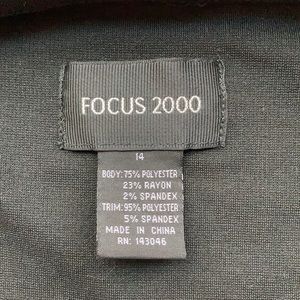 FOCUS 2000
14
BODY: 75% POLYESTER
23% RAYON
2% SPANDEX
TRIM: 95% POLYESTER
5% SPANDEX
MADE IN CHINA
RN: 143046